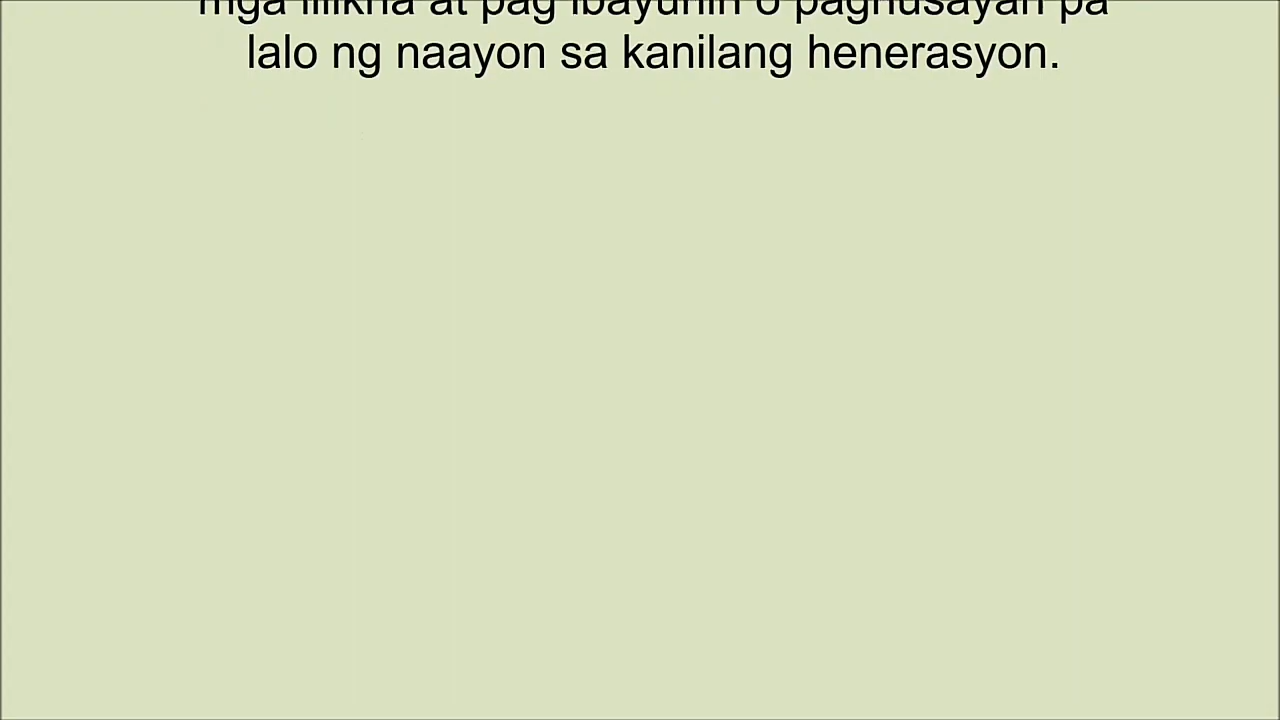 mga lilikha at pag ibayuhin o paghusayan pa
lalo ng naayon sa kanilang henerasyon.